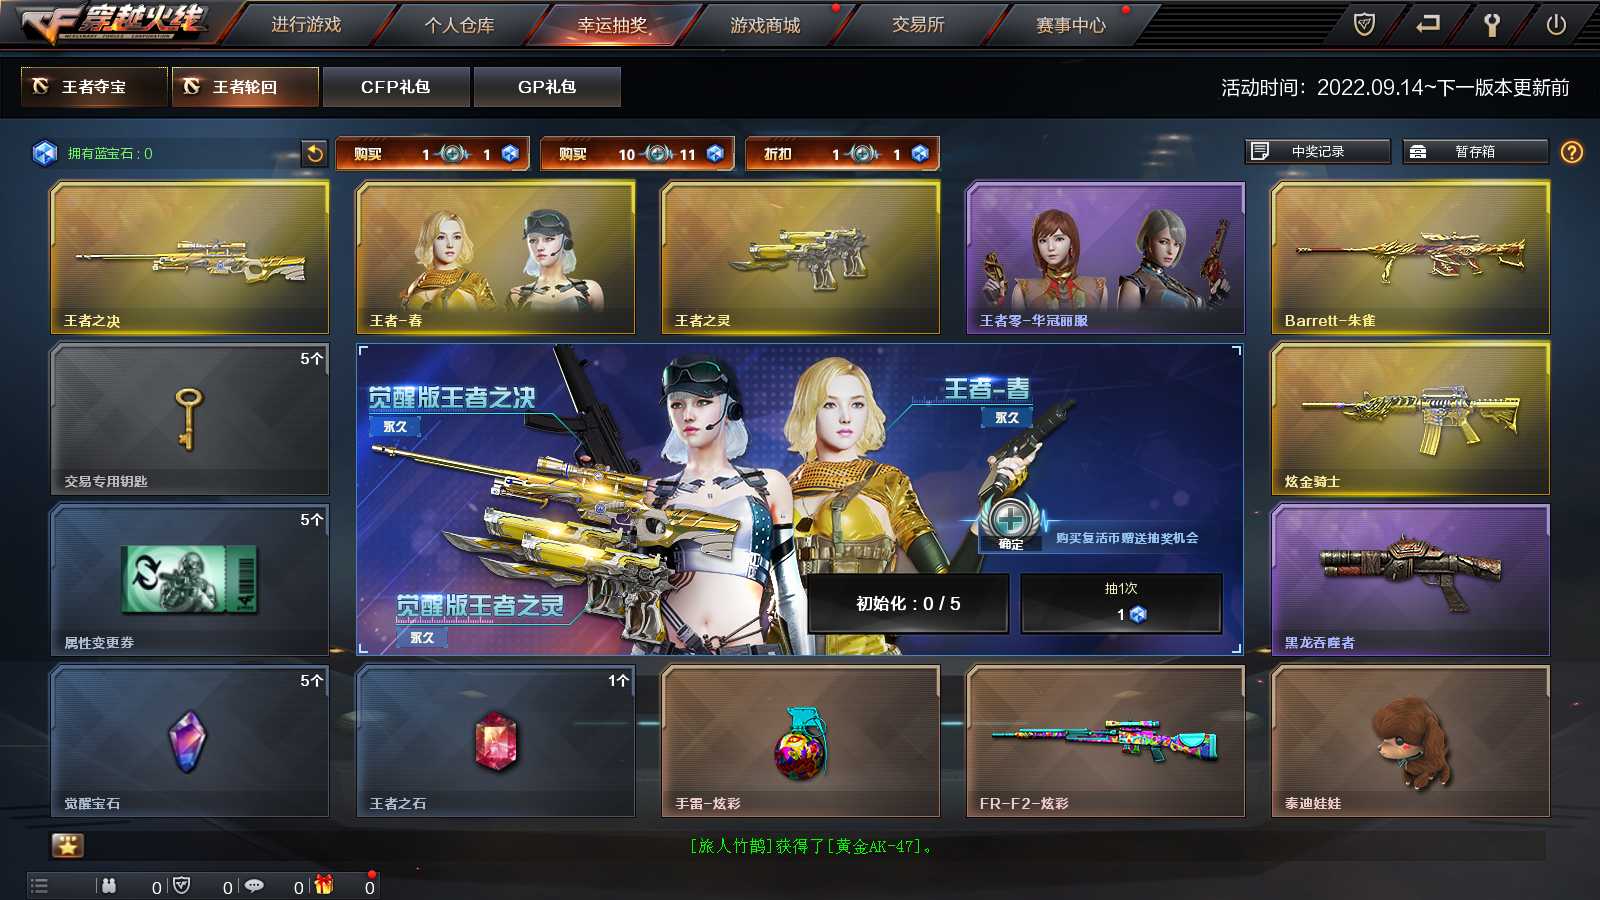 穿越火线
MERCENARY FORCES CORPORATION
进行游戏
个人仓库
幸运抽奖
游戏商城
交易所
赛事中心
王者夺宝
王者轮回
CFP礼包
GP礼包
活动时间：2022.09.14~下一版本更新前
拥有蓝宝石：0
购买 1 1
购买 10 11
折扣 1 1
中奖记录
暂存箱
?
王者之决
王者-春
王者之灵
王者零-华冠丽服
Barrett-朱雀
5个
交易专用钥匙
觉醒版王者之决
永久
王者-春
永久
确定
购买复活币赠送抽奖机会
觉醒版王者之灵
永久
初始化：0 / 5
抽1次
1
炫金骑士
5个
属性变更券
黑龙吞噬者
5个
觉醒宝石
1个
王者之石
手雷-炫彩
FR-F2-炫彩
泰迪娃娃
[旅人竹鹊]获得了[黄金AK-47]。
0
0
0
0